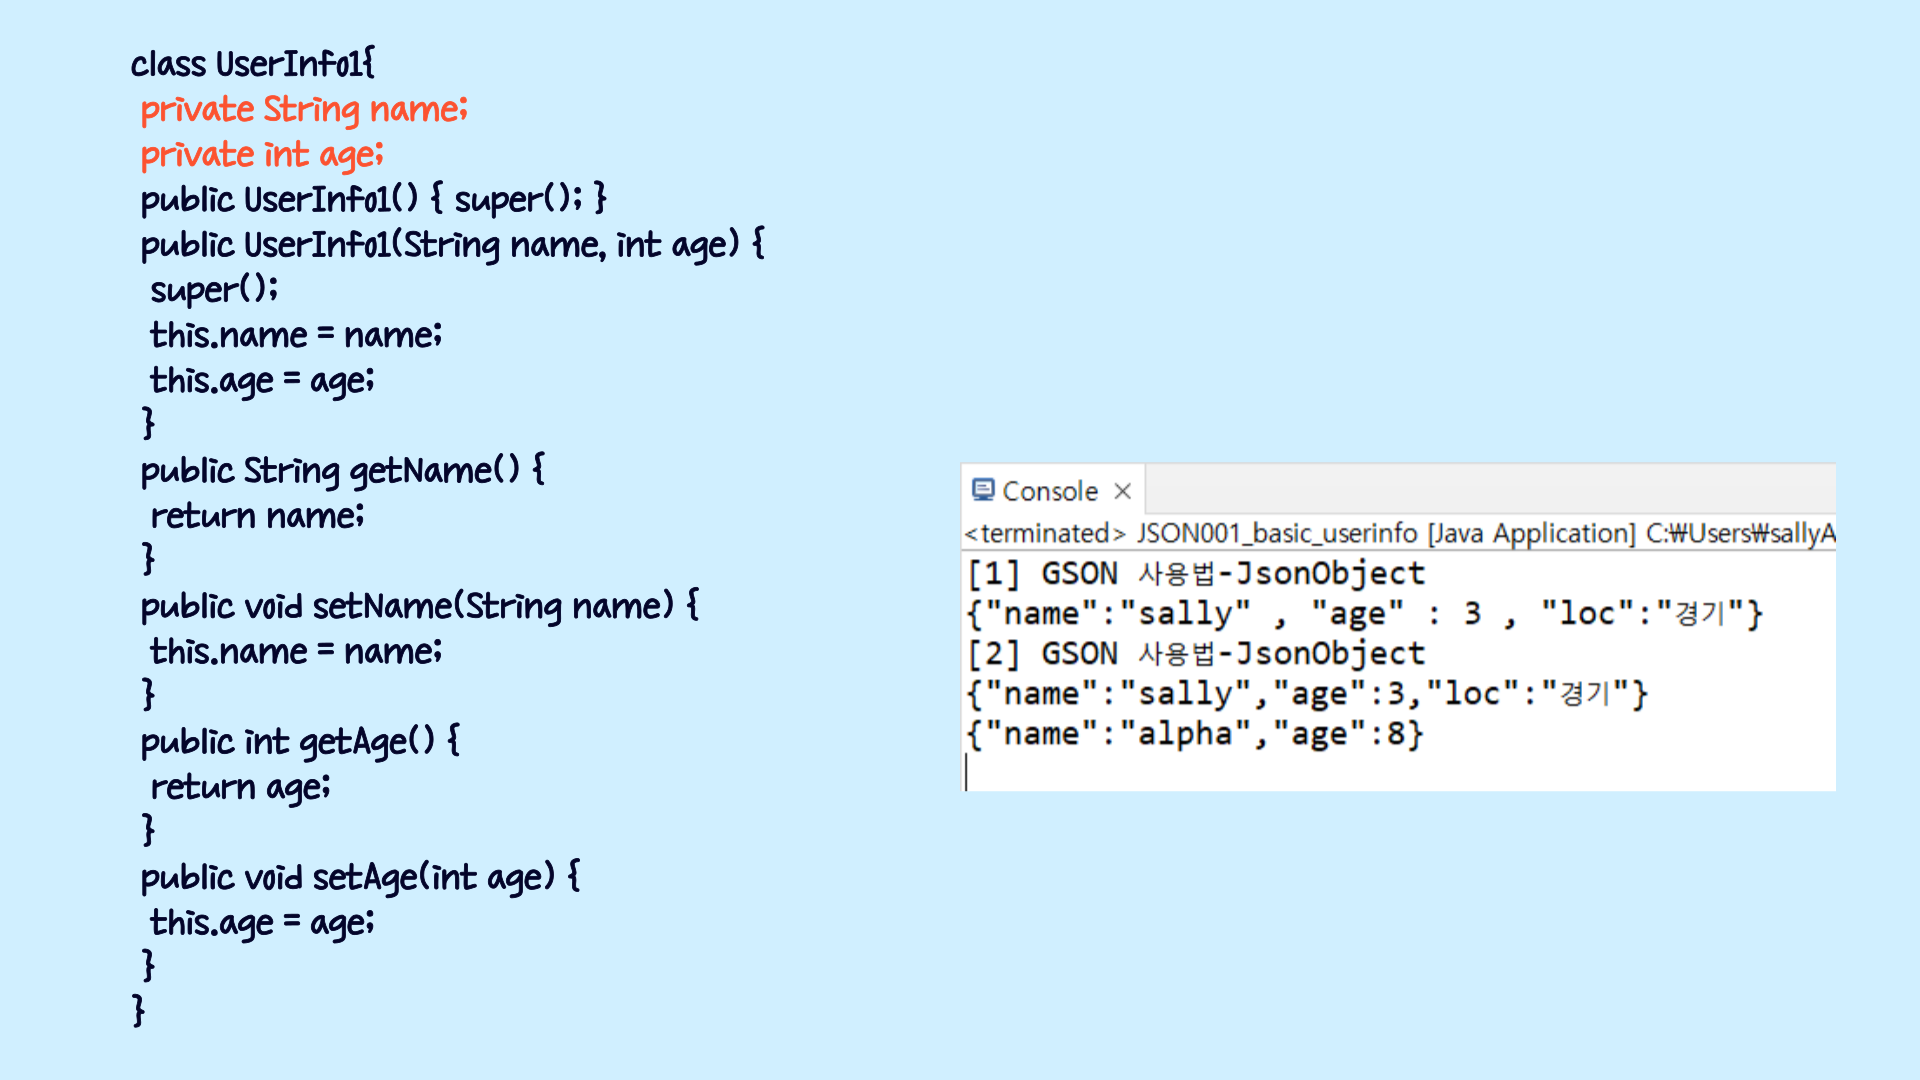 class UserInfo1{
private String name;
private int age;
public UserInfo1() { super(); }
public UserInfo1(String name, int age) {
super();
this.name = name;
this.age = age;
}
public String getName() {
return name;
}
public void setName(String name) {
this.name = name;
}
public int getAge() {
return age;
}
public void setAge(int age) {
this.age = age;
}
}
Console
<terminated> JSON001_basic_userinfo [Java Application] C:₩Users₩sallyA
[1] GSON 사용법-JsonObject
{"name":"sally" , "age" : 3 , "loc":"경기"}
[2] GSON 사용법-JsonObject
{"name":"sally","age":3,"loc":"경기"}
{"name":"alpha","age":8}